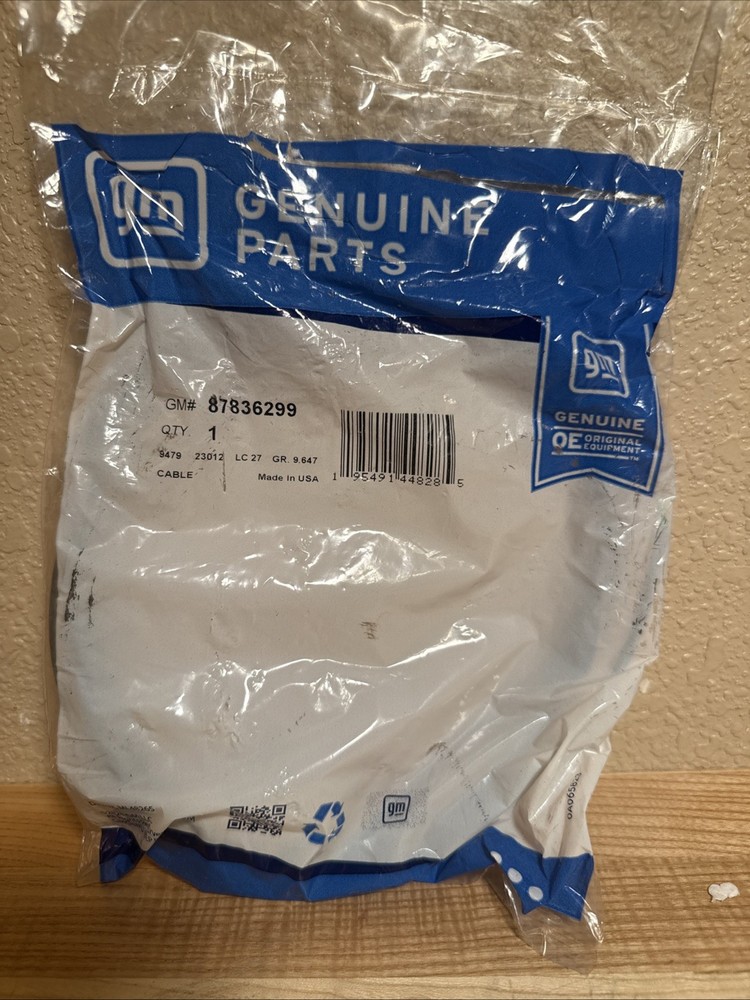 gm
GENUINE
PARTS
gm
GENUINE
OE ORIGINAL
EQUIPMENT
TM
GM# 87836299
QTY 1
9479 23012 LC 27 GR. 9.647
CABLE Made In USA
1 95491 44828 5
gm